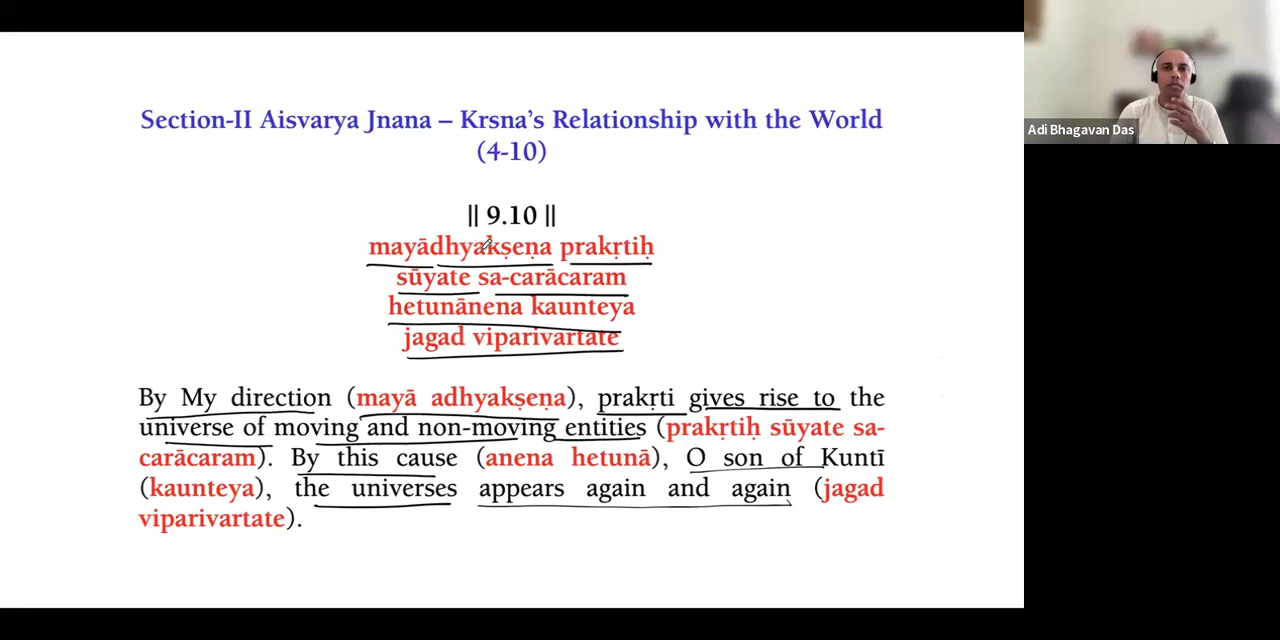 Section-II Aisvarya Jnana – Krsna's Relationship with the World
(4-10)
|| 9.10 ||
mayādhyakṣeṇa prakṛtiḥ
sūyate sa-carācaram
hetunānena kaunteya
jagad viparivartate
By My direction (mayā adhyakṣeṇa), prakṛti gives rise to the
universe of moving and non-moving entities (prakṛtiḥ sūyate sa-
carācaram). By this cause (anena hetunā), O son of Kuntī
(kaunteya), the universes appears again and again (jagad
viparivartate).
Adi Bhagavan Das